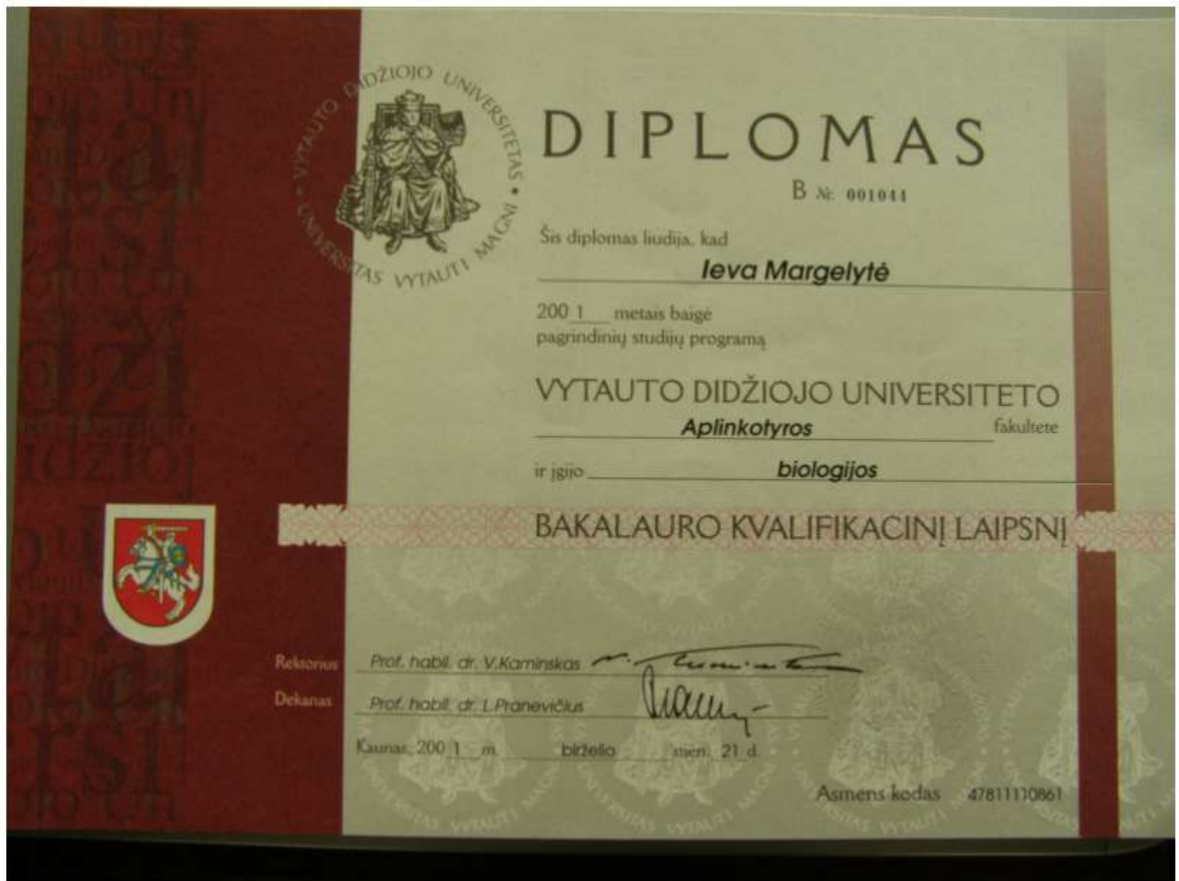 VYTAUTO DIDŽIOJO UNIVERSITETAS • UNIVERSITAS VYTAUTI MAGNI •
DIPLOMAS
B Nr. 001044
Šis diplomas liudija, kad
Ieva Margelytė
200 1 metais baigė
pagrindinių studijų programą
VYTAUTO DIDŽIOJO UNIVERSITETO
Aplinkotyros fakultete
ir įgijo biologijos
BAKALAURO KVALIFIKACINĮ LAIPSNĮ
Rektorius Prof. habil. dr. V.Kaminskas
Dekanas Prof. habil. dr. L.Pranevičius
Kaunas, 200 1 m. birželio mėn. 21 d.
Asmens kodas 47811110861